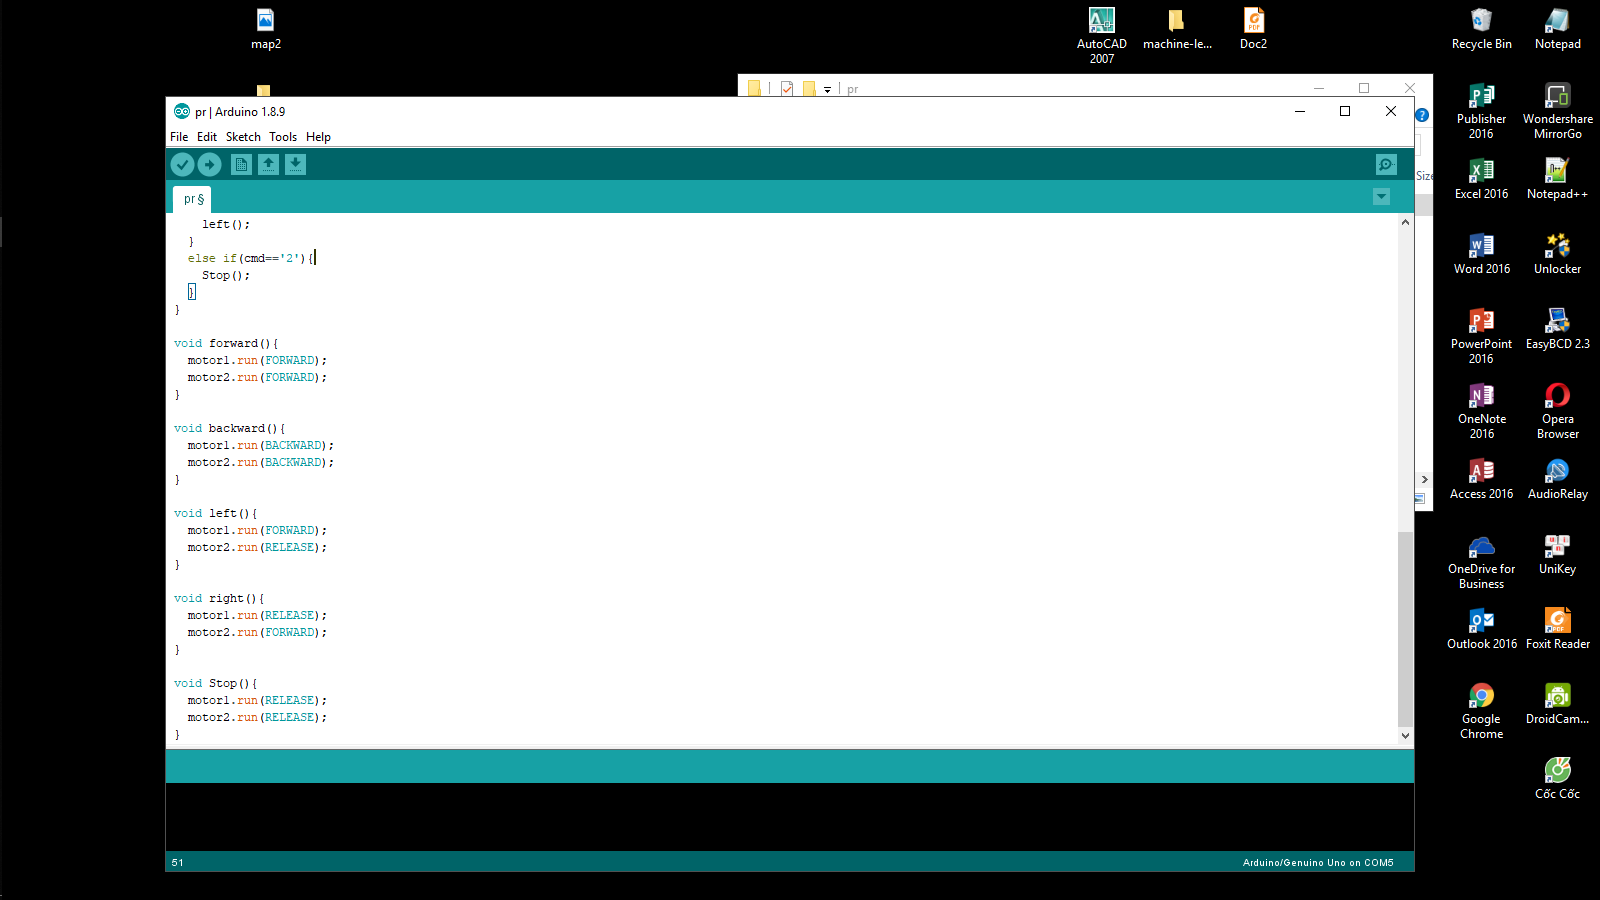 map2
AutoCAD 2007
machine-le...
Doc2
Recycle Bin
Notepad
pr
pr | Arduino 1.8.9
File Edit Sketch Tools Help
pr §
left();
}
else if(cmd=='2'){
Stop();
}
}
void forward(){
motor1.run(FORWARD);
motor2.run(FORWARD);
}
void backward(){
motor1.run(BACKWARD);
motor2.run(BACKWARD);
}
void left(){
motor1.run(FORWARD);
motor2.run(RELEASE);
}
void right(){
motor1.run(RELEASE);
motor2.run(FORWARD);
}
void Stop(){
motor1.run(RELEASE);
motor2.run(RELEASE);
}
51
Arduino/Genuino Uno on COM5
Size
Publisher 2016
Wondershare MirrorGo
Excel 2016
Notepad++
Word 2016
Unlocker
PowerPoint 2016
EasyBCD 2.3
OneNote 2016
Opera Browser
Access 2016
AudioRelay
OneDrive for Business
UniKey
Outlook 2016
Foxit Reader
Google Chrome
DroidCam...
Cốc Cốc